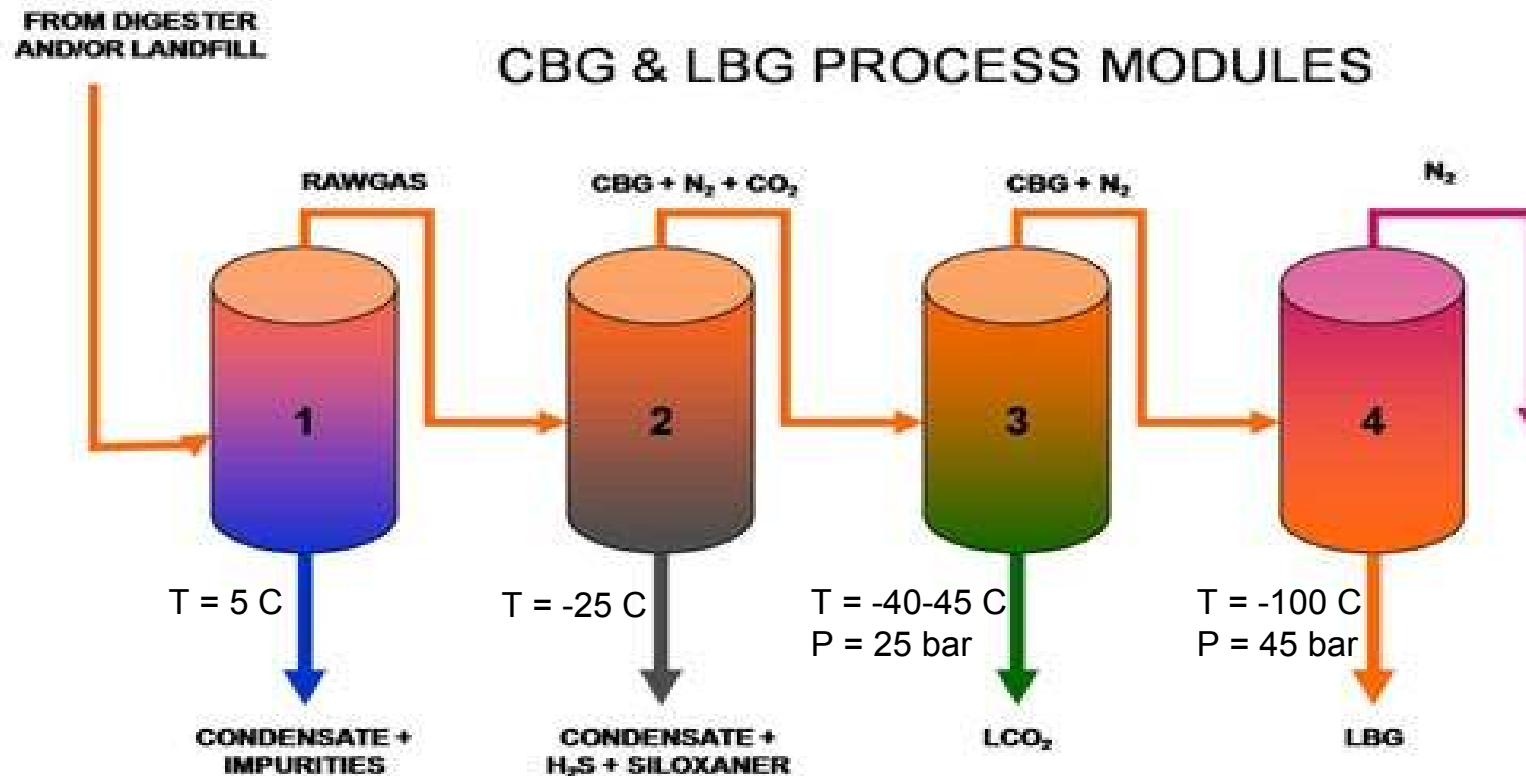 FROM DIGESTER
AND/OR LANDFILL
CBG & LBG PROCESS MODULES
RAWGAS
CBG + N₂ + CO₂
CBG + N₂
N₂
1
2
3
4
T = 5 C
T = -25 C
T = -40-45 C
P = 25 bar
T = -100 C
P = 45 bar
CONDENSATE +
IMPURITIES
CONDENSATE +
H₂S + SILOXANER
LCO₂
LBG